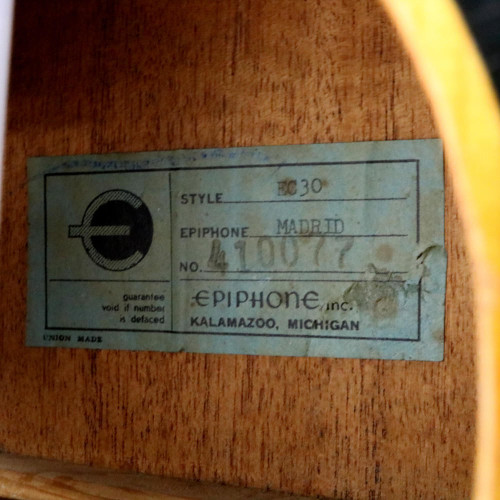 STYLE EC30
EPIPHONE MADRID
NO. 410077
guarantee
void if number
is defaced
EPIPHONE, inc.
KALAMAZOO, MICHIGAN
UNION MADE